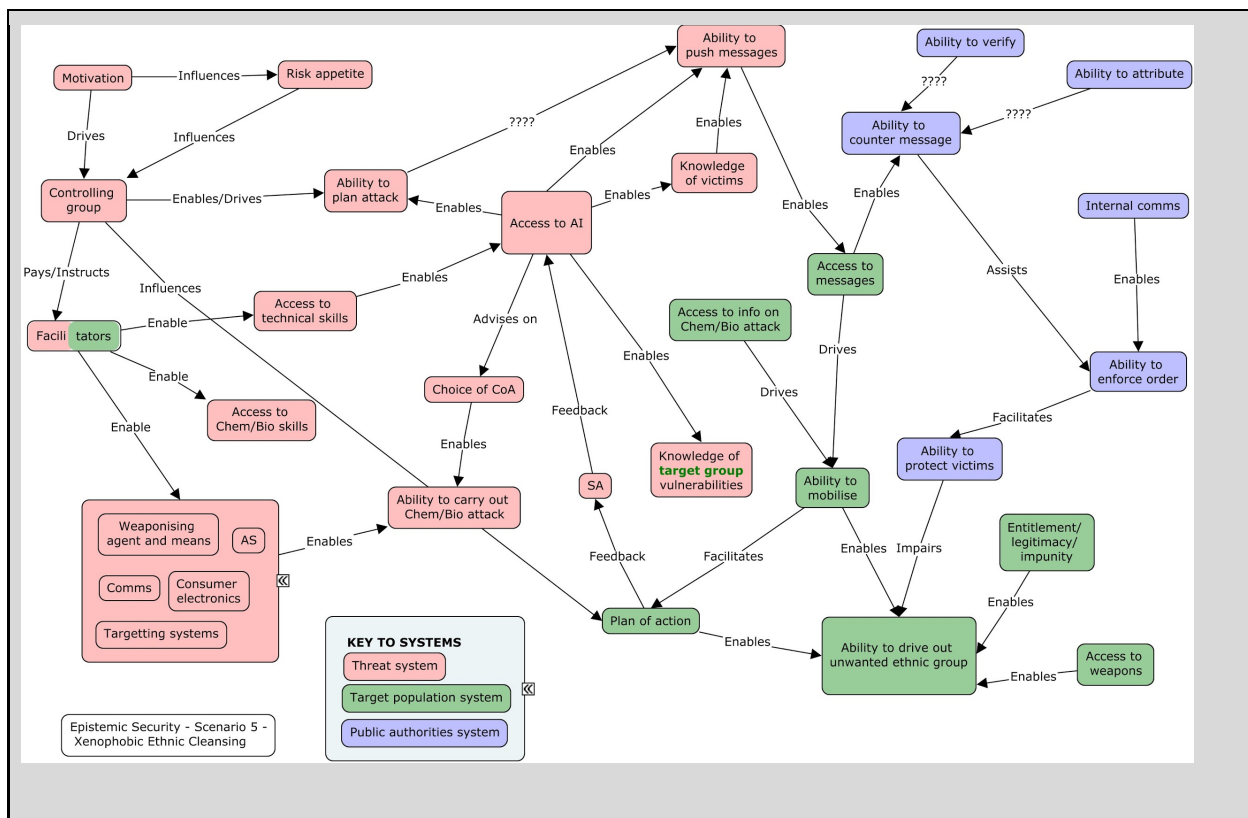 Ability to
push messages
Ability to verify
Motivation
Influences
Risk appetite
Ability to attribute
????
????
Drives
Influences
????
Enables
Enables
Ability to
counter message
Knowledge
of victims
Controlling
group
Enables/Drives
Ability to
plan attack
Enables
Access to AI
Enables
Enables
Enables
Internal comms
Pays/Instructs
Influences
Enables
Access to
messages
Assists
Enables
Access to
technical skills
Access to info on
Chem/Bio attack
Facili tators
Enable
Advises on
Enables
Drives
Ability to
enforce order
Enable
Choice of CoA
Drives
Feedback
Facilitates
Access to
Chem/Bio skills
Enable
Enables
Knowledge of
target group
vulnerabilities
Ability to
protect victims
SA
Ability to
mobilise
Ability to carry out
Chem/Bio attack
Weaponising
agent and means
AS
Enables
Feedback
Facilitates
Enables
Impairs
Entitlement/
legitimacy/
impunity
Comms
Consumer
electronics
Enables
Targetting systems
Plan of action
Enables
Ability to drive out
unwanted ethnic group
Enables
Access to
weapons
KEY TO SYSTEMS
Threat system
Target population system
Public authorities system
Epistemic Security - Scenario 5 -
Xenophobic Ethnic Cleansing